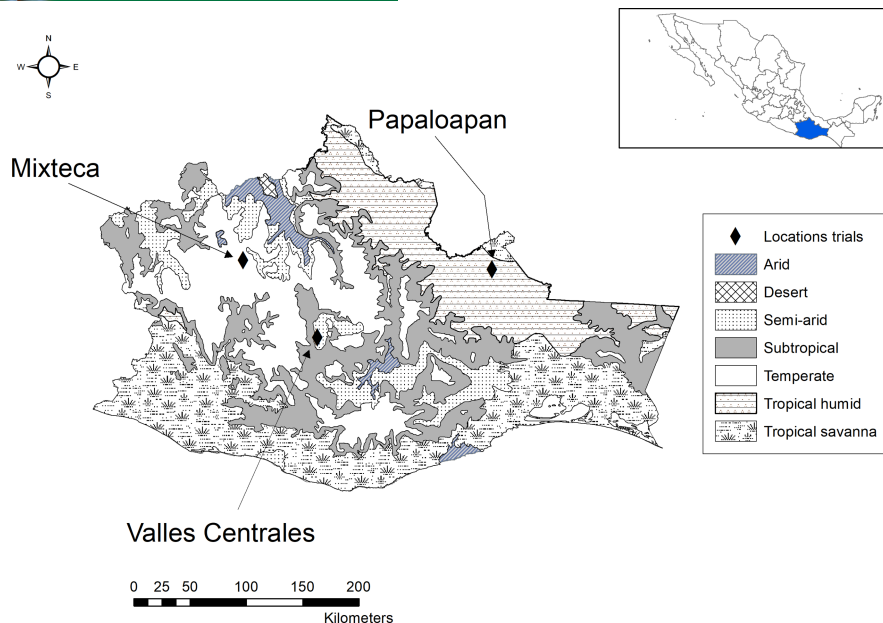 N
W E
S
Papaloapan
Mixteca
Locations trials
Arid
Desert
Semi-arid
Subtropical
Temperate
Tropical humid
Tropical savanna
Valles Centrales
0 25 50 100 150 200
Kilometers